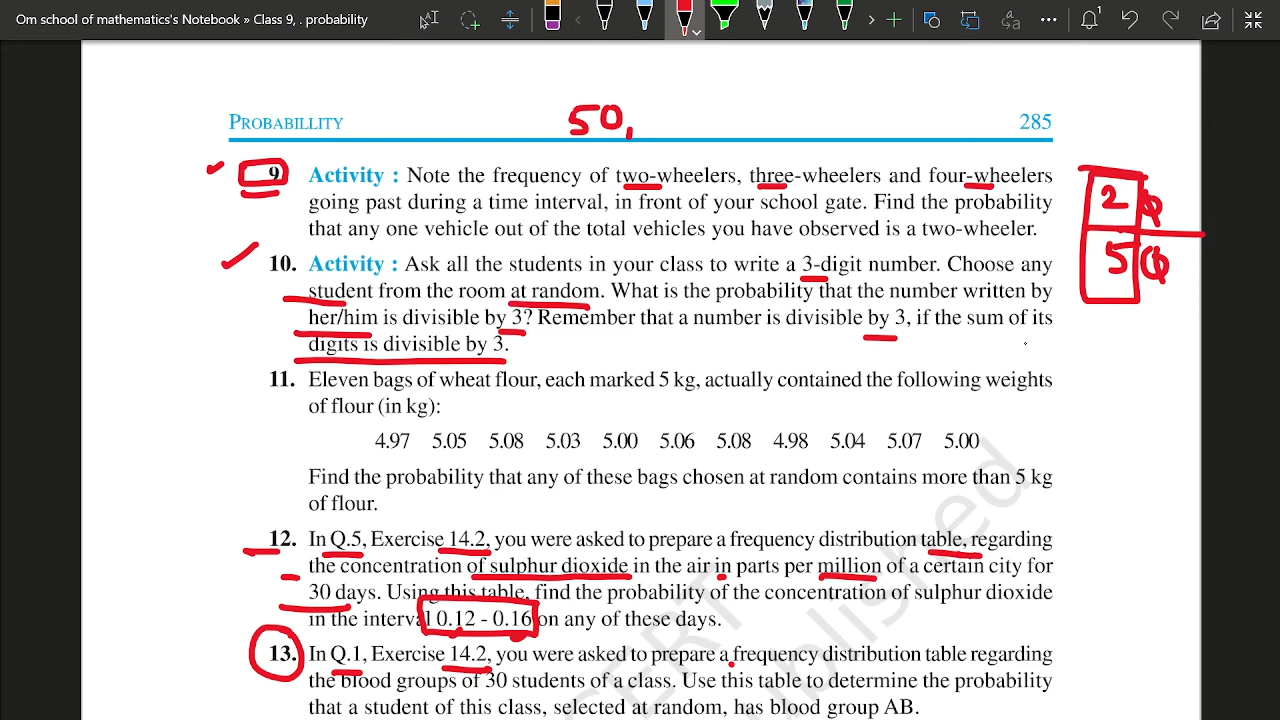 Om school of mathematics's Notebook » Class 9, . probability
50,
PROBABILLITY 285
9 Activity : Note the frequency of two-wheelers, three-wheelers and four-wheelers
going past during a time interval, in front of your school gate. Find the probability
that any one vehicle out of the total vehicles you have observed is a two-wheeler.
2 0
5 0
10. Activity : Ask all the students in your class to write a 3-digit number. Choose any
student from the room at random. What is the probability that the number written by
her/him is divisible by 3? Remember that a number is divisible by 3, if the sum of its
digits is divisible by 3.
11. Eleven bags of wheat flour, each marked 5 kg, actually contained the following weights
of flour (in kg):
4.97 5.05 5.08 5.03 5.00 5.06 5.08 4.98 5.04 5.07 5.00
Find the probability that any of these bags chosen at random contains more than 5 kg
of flour.
12. In Q.5, Exercise 14.2, you were asked to prepare a frequency distribution table, regarding
the concentration of sulphur dioxide in the air in parts per million of a certain city for
30 days. Using this table, find the probability of the concentration of sulphur dioxide
in the interval 0.12 - 0.16 on any of these days.
13. In Q.1, Exercise 14.2, you were asked to prepare a frequency distribution table regarding
the blood groups of 30 students of a class. Use this table to determine the probability
that a student of this class, selected at random, has blood group AB.